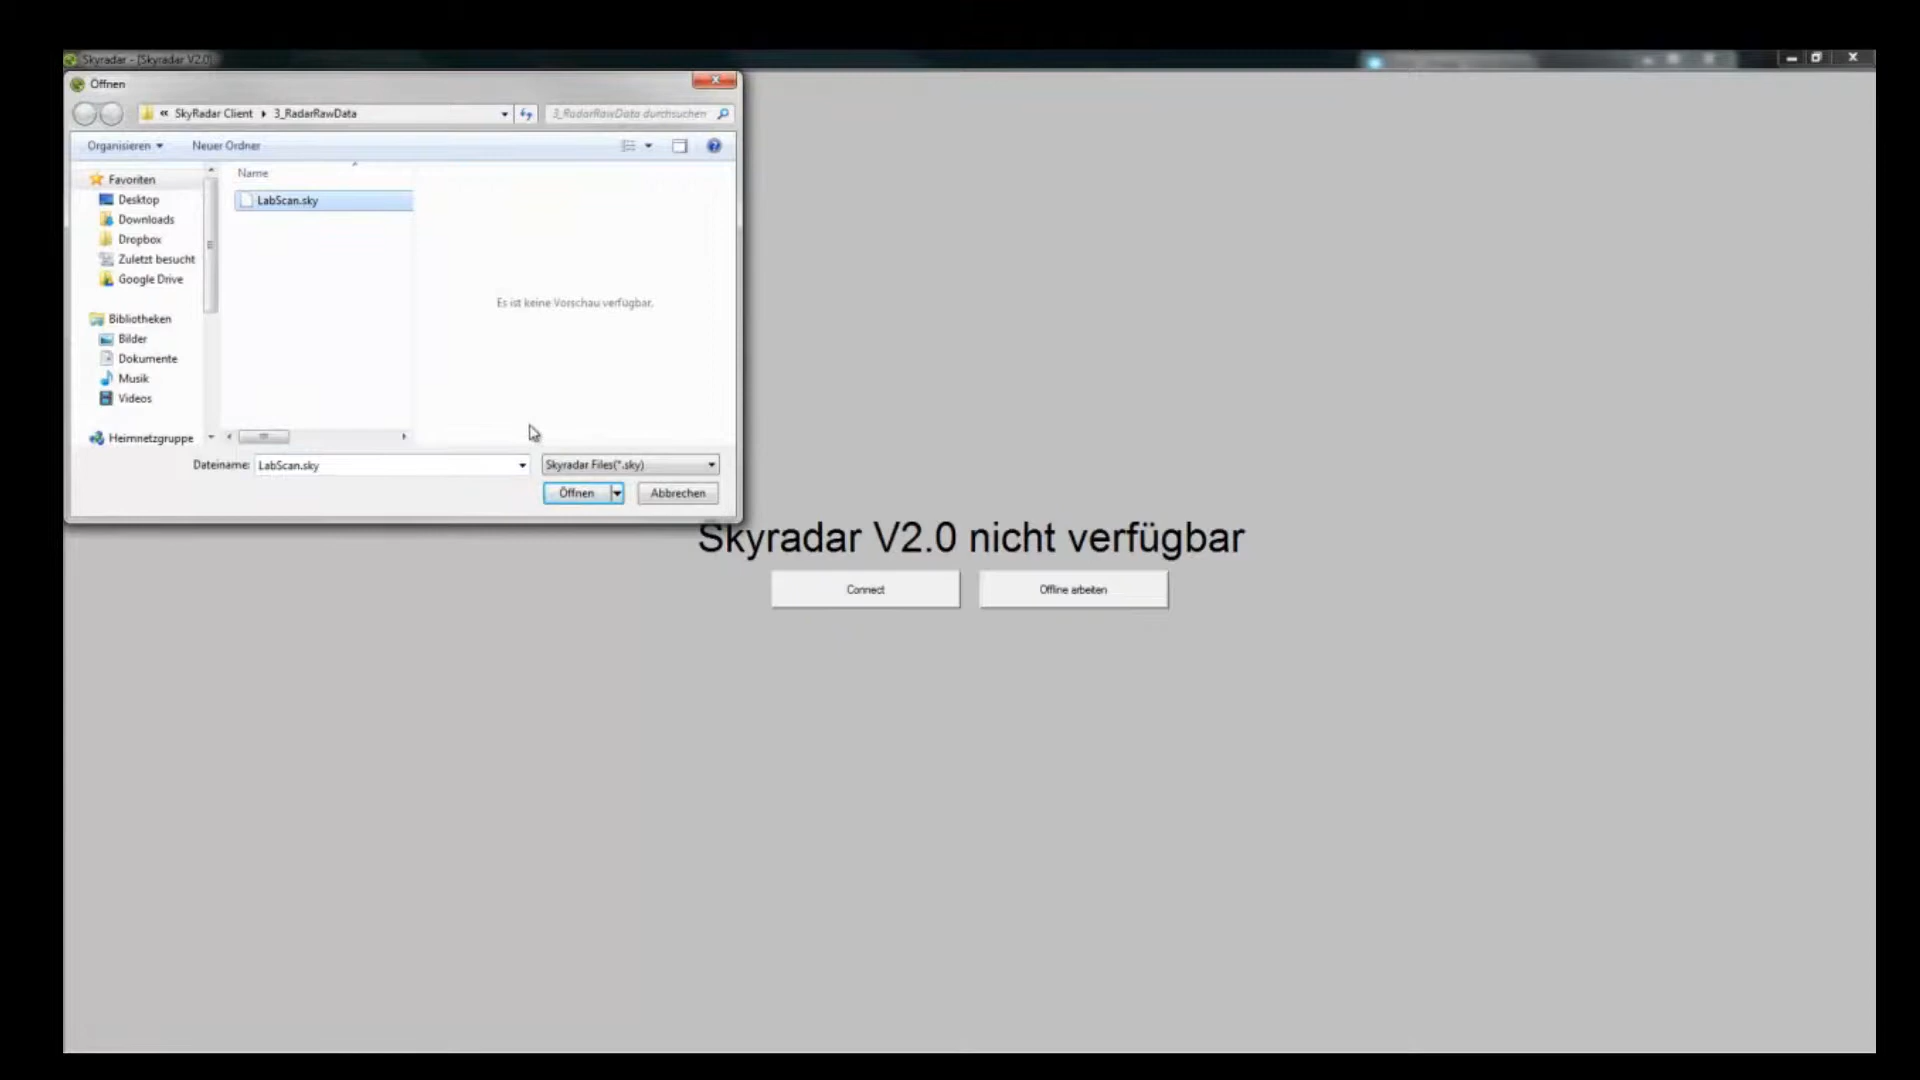 Skyradar - [Skyradar V2.0]
Öffnen
« SkyRadar Client ▸ 3_RadarRawData
3_RadarRawData durchsuchen
Organisieren
Neuer Ordner
Favoriten
Desktop
Downloads
Dropbox
Zuletzt besucht
Google Drive
Bibliotheken
Bilder
Dokumente
Musik
Videos
Heimnetzgruppe
Name
LabScan.sky
Es ist keine Vorschau verfügbar.
Dateiname: LabScan.sky
Skyradar Files(*.sky)
Öffnen
Abbrechen
Skyradar V2.0 nicht verfügbar
Connect
Offline arbeiten